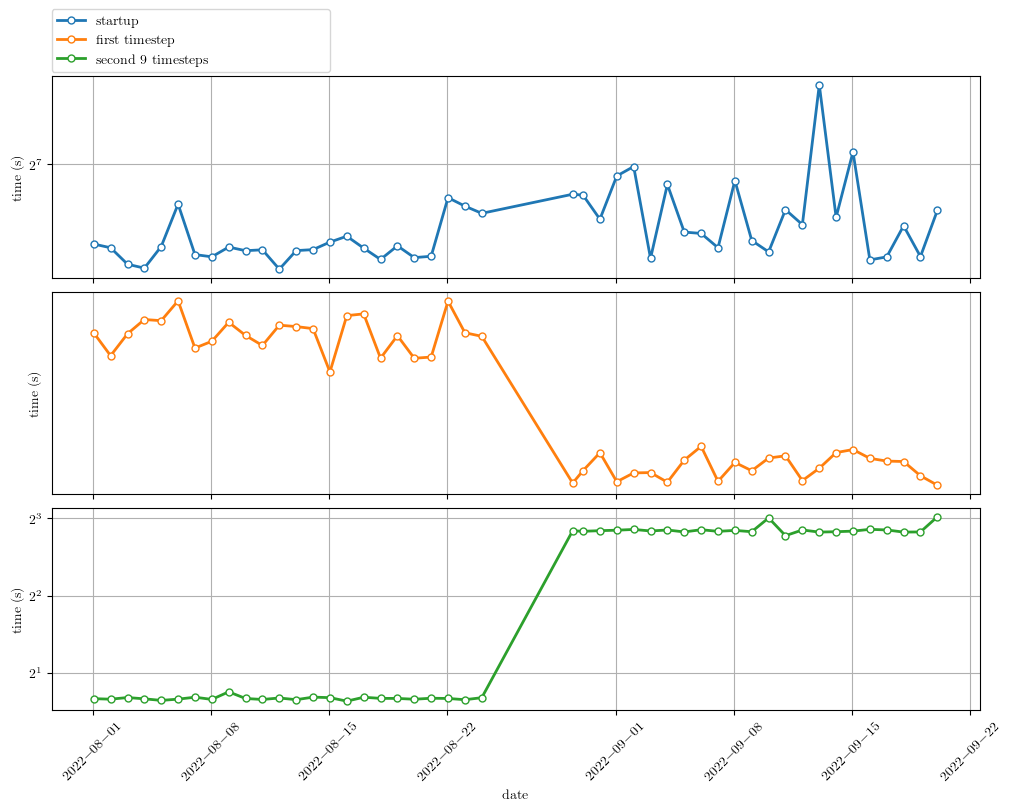 startup
first timestep
second 9 timesteps
time (s)
2^7
time (s)
time (s)
2^3
2^2
2^1
2022−08−01
2022−08−08
2022−08−15
2022−08−22
2022−09−01
2022−09−08
2022−09−15
2022−09−22
date